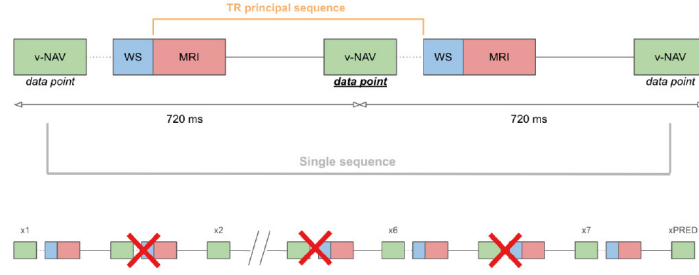 TR principal sequence
v-NAV WS MRI v-NAV WS MRI v-NAV
data point data point data point
720 ms 720 ms
Single sequence
x1 x2 x6 x7 xPRED